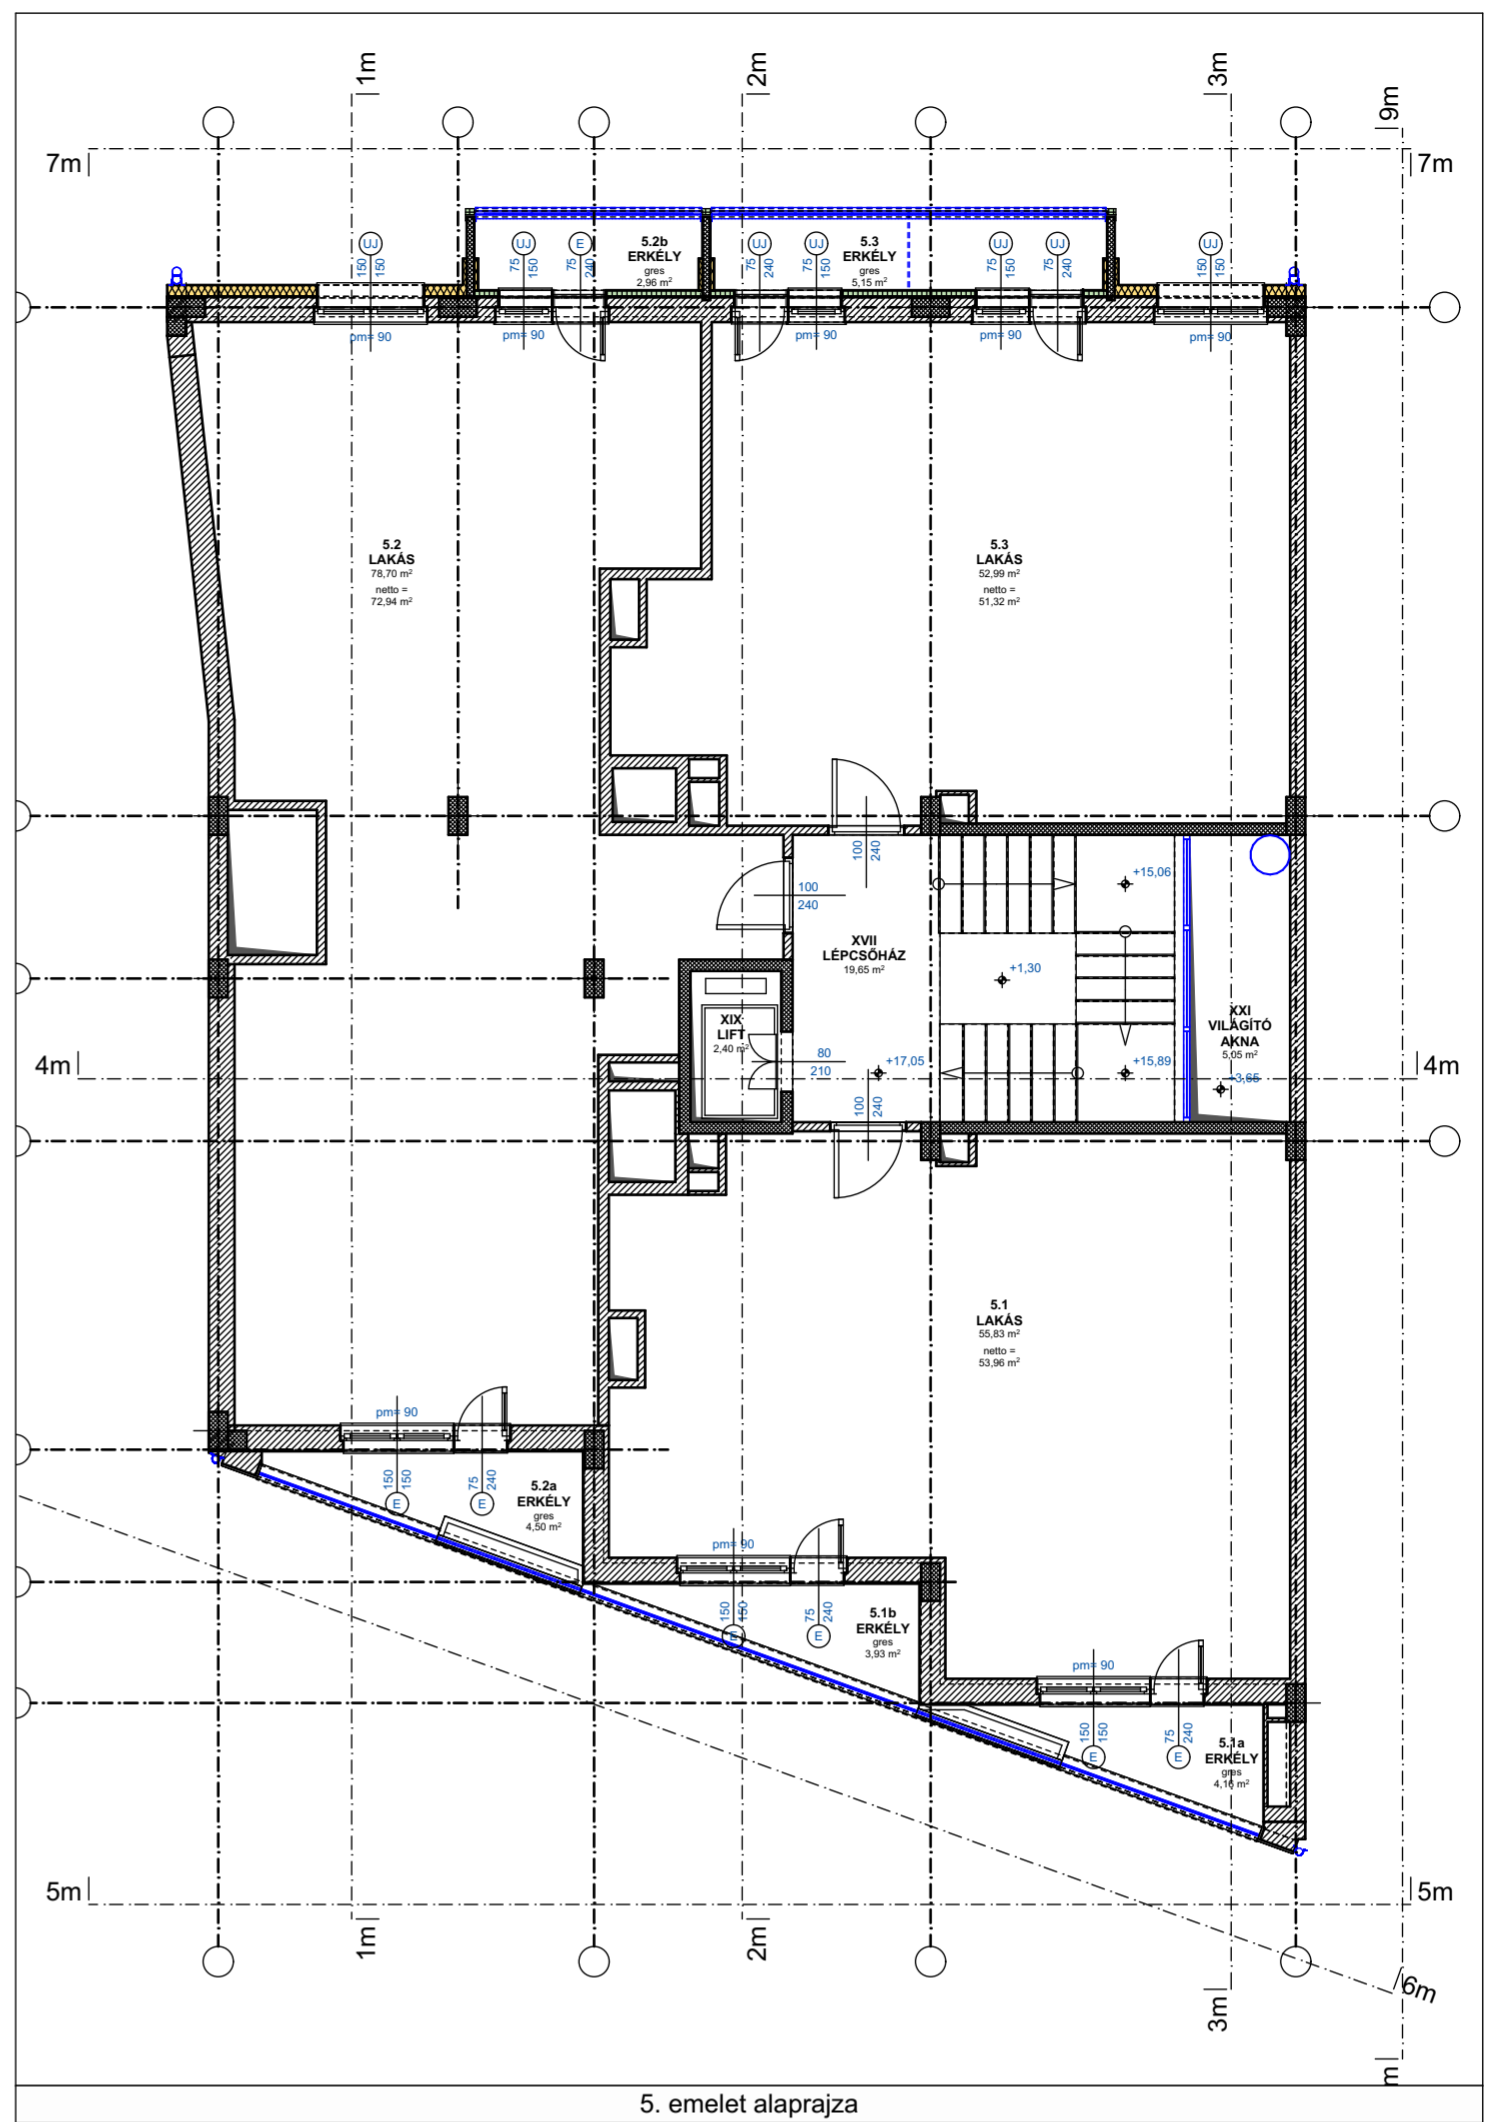 1m
2m
3m
9m
7m
7m
UJ
150
150
UJ
75
150
E
75
240
5.2b
ERKÉLY
gres
2,96 m²
UJ
75
240
UJ
75
150
5.3
ERKÉLY
gres
5,15 m²
UJ
75
150
UJ
75
240
UJ
150
150
pm= 90
pm= 90
pm= 90
pm= 90
pm= 90
5.2
LAKÁS
78,70 m²
netto =
72,94 m²
5.3
LAKÁS
52,99 m²
netto =
51,32 m²
100
240
100
240
+15,06
XVII
LÉPCSŐHÁZ
19,65 m²
+1,30
XIX
LIFT
2,40 m²
XXI
VILÁGÍTÓ
AKNA
5,05 m²
80
210
+17,05
+15,89
+3,65
4m
4m
100
240
5.1
LAKÁS
55,83 m²
netto =
53,96 m²
pm= 90
150
150
E
75
240
E
5.2a
ERKÉLY
gres
4,50 m²
pm= 90
150
150
E
75
240
E
5.1b
ERKÉLY
gres
3,93 m²
pm= 90
150
150
E
75
240
E
5.1a
ERKÉLY
gres
4,16 m²
5m
5m
1m
2m
3m
6m
m
5. emelet alaprajza